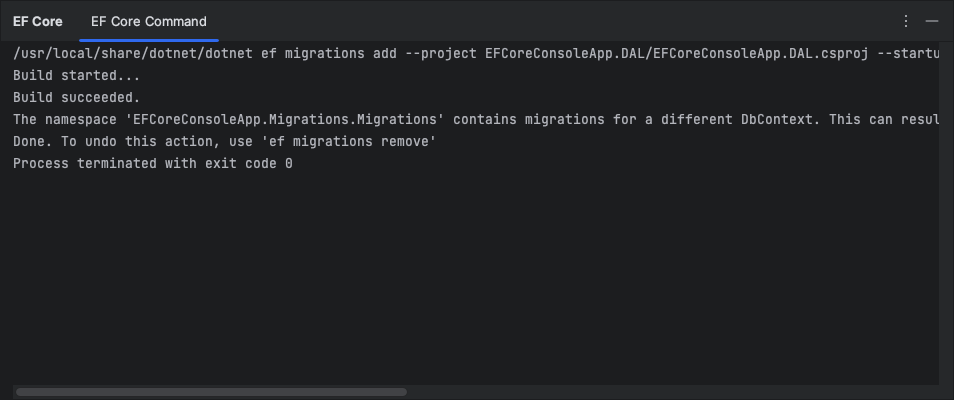 EF Core EF Core Command
/usr/local/share/dotnet/dotnet ef migrations add --project EFCoreConsoleApp.DAL/EFCoreConsoleApp.DAL.csproj --startu
Build started...
Build succeeded.
The namespace 'EFCoreConsoleApp.Migrations.Migrations' contains migrations for a different DbContext. This can resul
Done. To undo this action, use 'ef migrations remove'
Process terminated with exit code 0